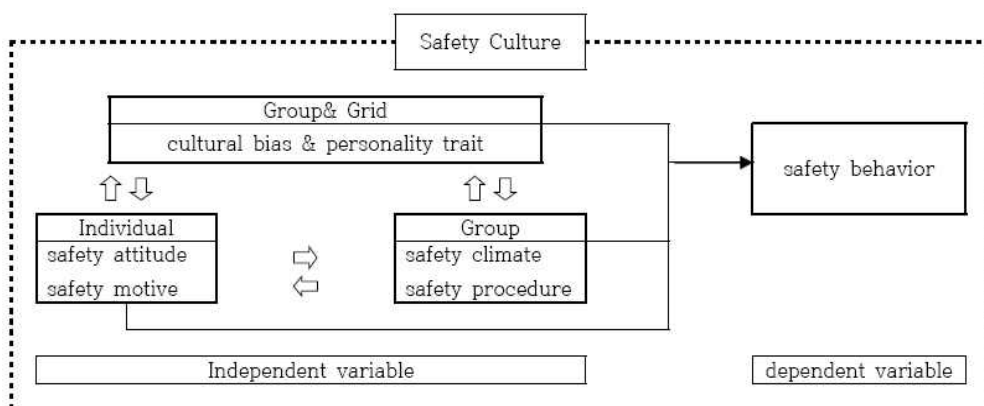 Safety Culture
Group& Grid
cultural bias & personality trait
safety behavior
Individual
safety attitude
safety motive
Group
safety climate
safety procedure
Independent variable
dependent variable